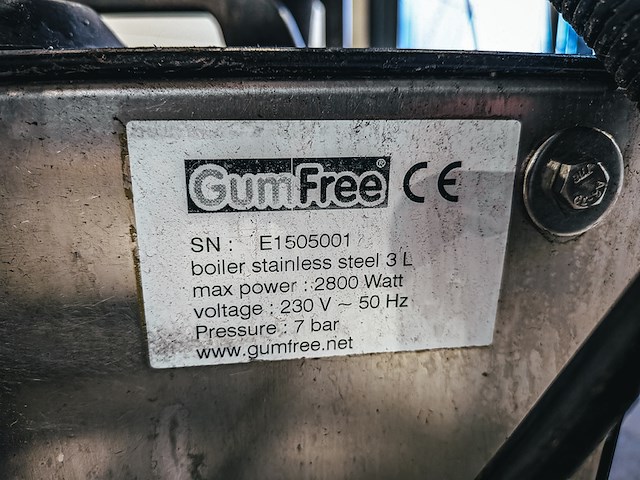 GumFree® CE
SN : E1505001
boiler stainless steel 3 L
max power : 2800 Watt
voltage : 230 V ~ 50 Hz
Pressure : 7 bar
www.gumfree.net